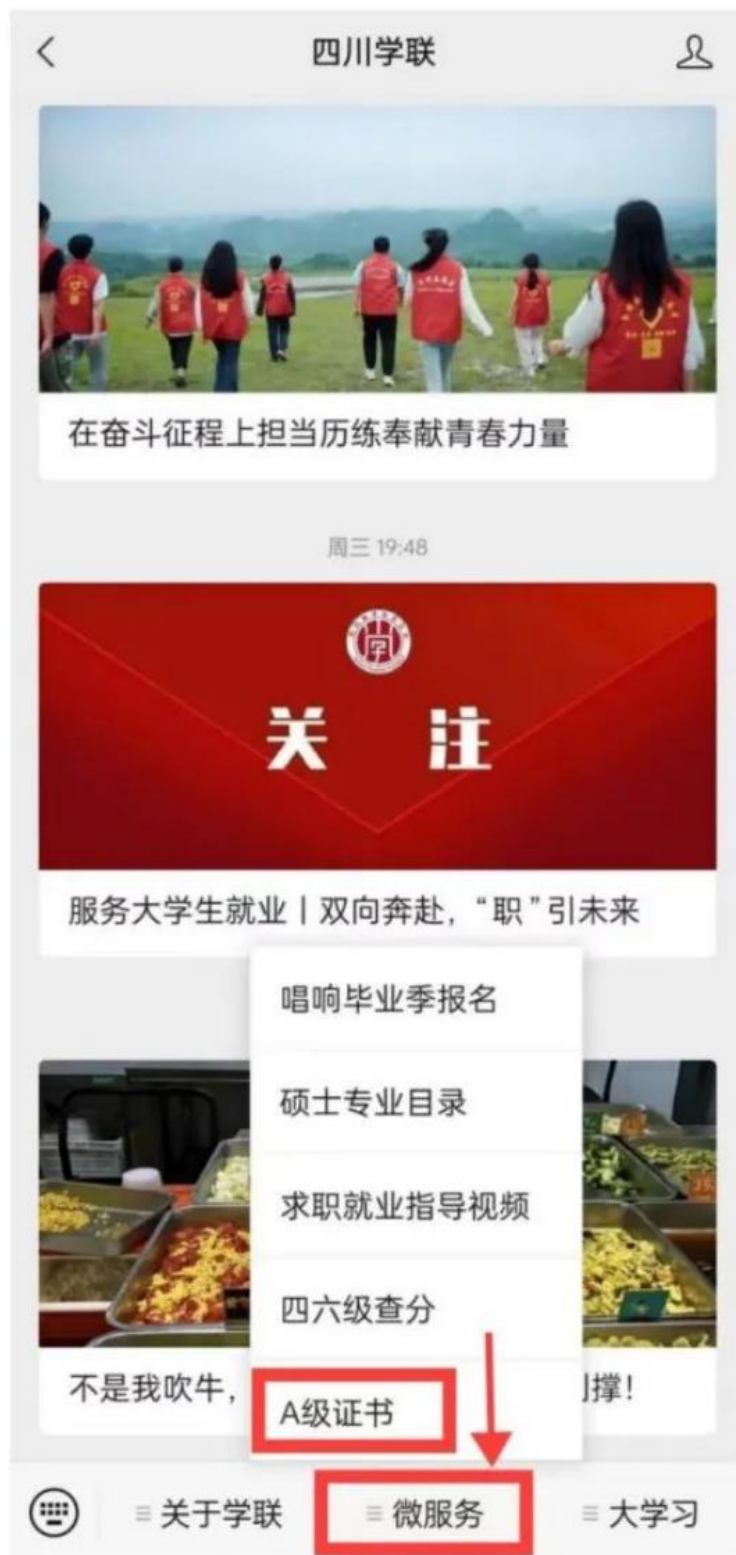 四川学联
在奋斗征程上担当历练奉献青春力量
周三 19:48
关 注
服务大学生就业丨双向奔赴，“职”引未来
唱响毕业季报名
硕士专业目录
求职就业指导视频
四六级查分
不是我吹牛，
撑！
A级证书
关于学联
微服务
大学习